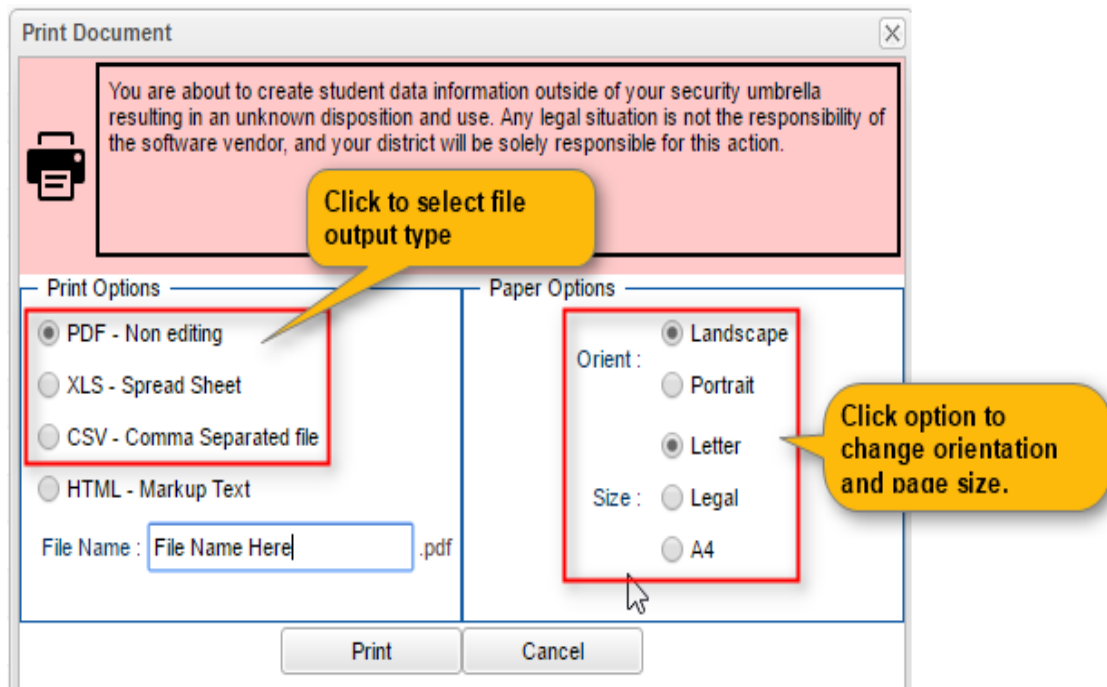 Print Document
You are about to create student data information outside of your security umbrella
resulting in an unknown disposition and use. Any legal situation is not the responsibility of
the software vendor, and your district will be solely responsible for this action.
Click to select file
output type
Print Options
PDF - Non editing
XLS - Spread Sheet
CSV - Comma Separated file
HTML - Markup Text
File Name : File Name Here .pdf
Paper Options
Orient :
Landscape
Portrait
Size :
Letter
Legal
A4
Click option to
change orientation
and page size.
Print
Cancel